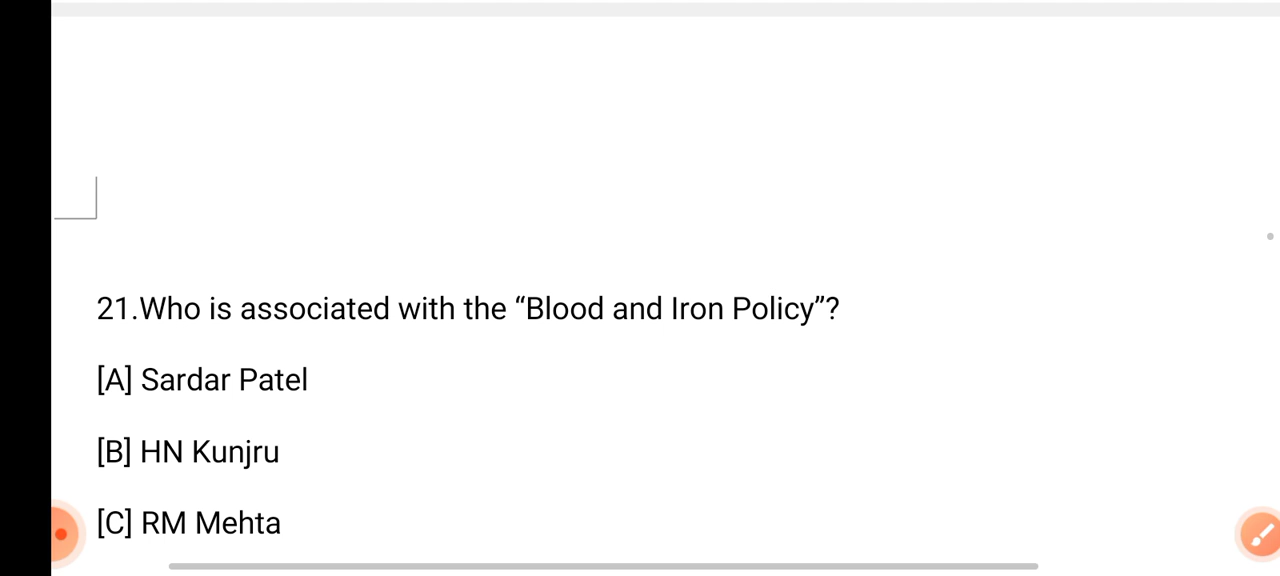 21.Who is associated with the “Blood and Iron Policy”?
[A] Sardar Patel
[B] HN Kunjru
[C] RM Mehta